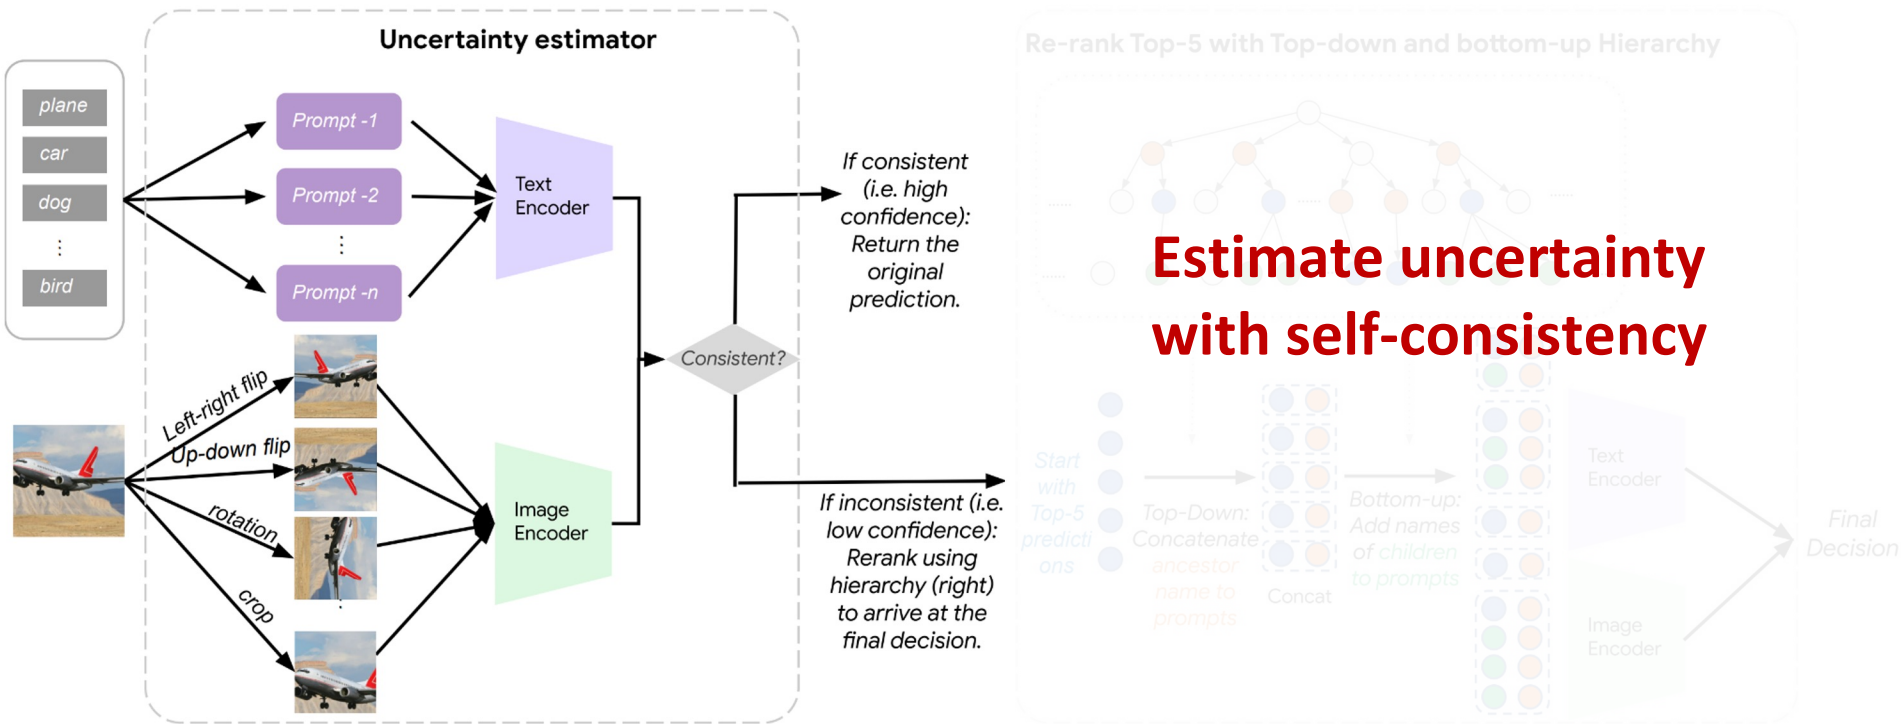 Uncertainty estimator
plane
car
dog
⋮
bird
Prompt -1
Prompt -2
⋮
Prompt -n
Text
Encoder
Left-right flip
Up-down flip
rotation
crop
Image
Encoder
Consistent?
If consistent
(i.e. high
confidence):
Return the
original
prediction.
If inconsistent (i.e.
low confidence):
Rerank using
hierarchy (right)
to arrive at the
final decision.
Re-rank Top-5 with Top-down and bottom-up Hierarchy
Estimate uncertainty
with self-consistency
Start
with
Top-5
predicti
ons
Top-Down:
Concatenate
ancestor
name to
prompts
Concat
Bottom-up:
Add names
of children
to prompts
Text
Encoder
Image
Encoder
Final
Decision